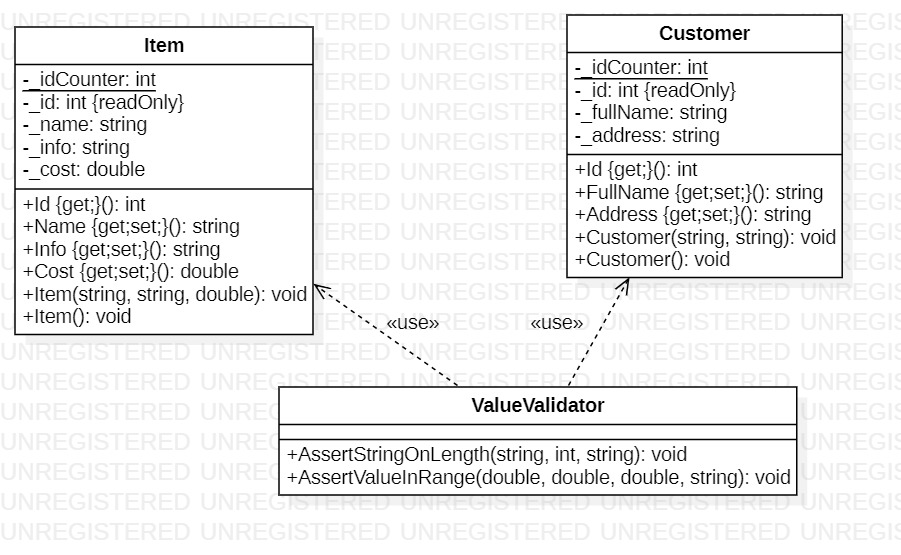 Item
-_idCounter: int
-_id: int {readOnly}
-_name: string
-_info: string
-_cost: double
+Id {get;}(): int
+Name {get;set;}(): string
+Info {get;set;}(): string
+Cost {get;set;}(): double
+Item(string, string, double): void
+Item(): void
Customer
-_idCounter: int
-_id: int {readOnly}
-_fullName: string
-_address: string
+Id {get;}(): int
+FullName {get;set;}(): string
+Address {get;set;}(): string
+Customer(string, string): void
+Customer(): void
«use»
«use»
ValueValidator
+AssertStringOnLength(string, int, string): void
+AssertValueInRange(double, double, double, string): void
UNREGISTERED